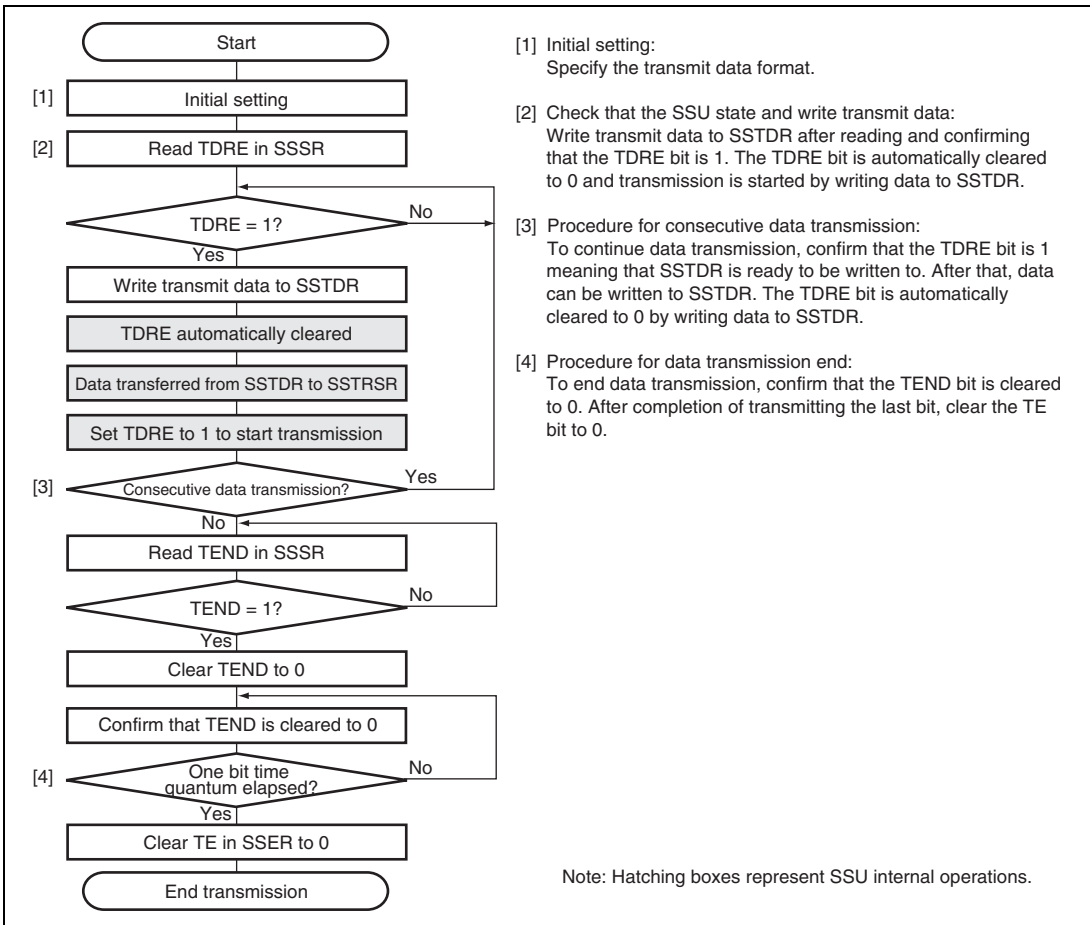 Start
[1] Initial setting
[2] Read TDRE in SSSR
TDRE = 1?
No
Yes
Write transmit data to SSTDR
TDRE automatically cleared
Data transferred from SSTDR to SSTRSR
Set TDRE to 1 to start transmission
[3] Consecutive data transmission?
Yes
No
Read TEND in SSSR
TEND = 1?
No
Yes
Clear TEND to 0
Confirm that TEND is cleared to 0
[4] One bit time
quantum elapsed?
No
Yes
Clear TE in SSER to 0
End transmission
[1] Initial setting:
Specify the transmit data format.
[2] Check that the SSU state and write transmit data:
Write transmit data to SSTDR after reading and confirming
that the TDRE bit is 1. The TDRE bit is automatically cleared
to 0 and transmission is started by writing data to SSTDR.
[3] Procedure for consecutive data transmission:
To continue data transmission, confirm that the TDRE bit is 1
meaning that SSTDR is ready to be written to. After that, data
can be written to SSTDR. The TDRE bit is automatically
cleared to 0 by writing data to SSTDR.
[4] Procedure for data transmission end:
To end data transmission, confirm that the TEND bit is cleared
to 0. After completion of transmitting the last bit, clear the TE
bit to 0.
Note: Hatching boxes represent SSU internal operations.